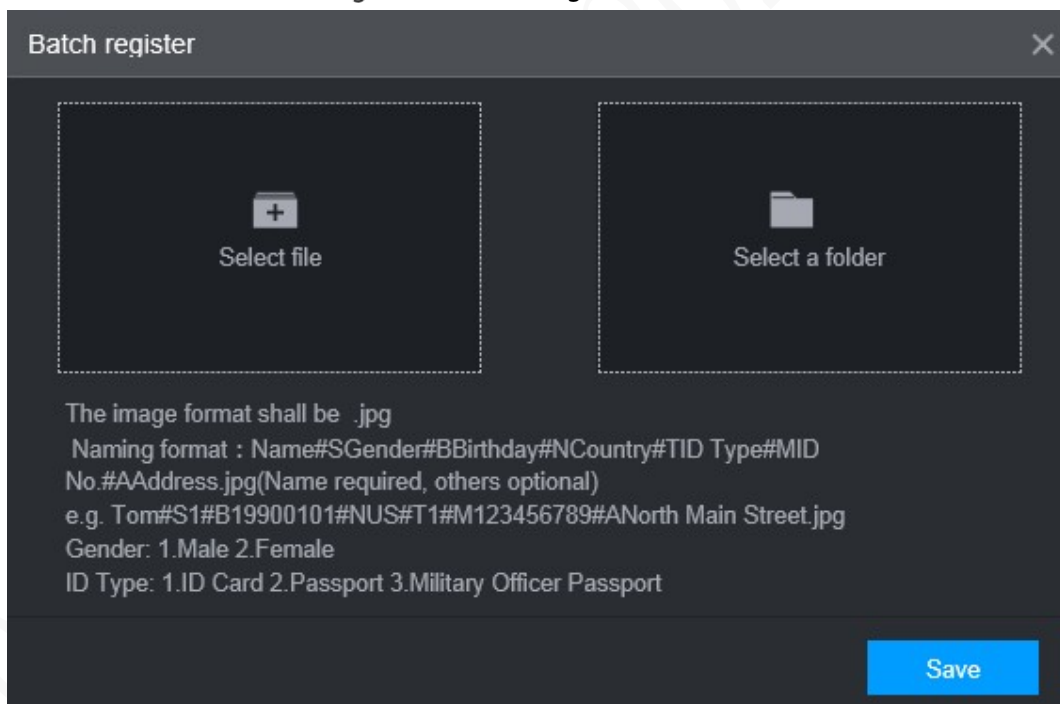 Batch register
Select file
Select a folder
The image format shall be .jpg
Naming format : Name#SGender#BBirthday#NCountry#TID Type#MID
No.#AAddress.jpg(Name required, others optional)
e.g. Tom#S1#B19900101#NUS#T1#M123456789#ANorth Main Street.jpg
Gender: 1.Male 2.Female
ID Type: 1.ID Card 2.Passport 3.Military Officer Passport
Save